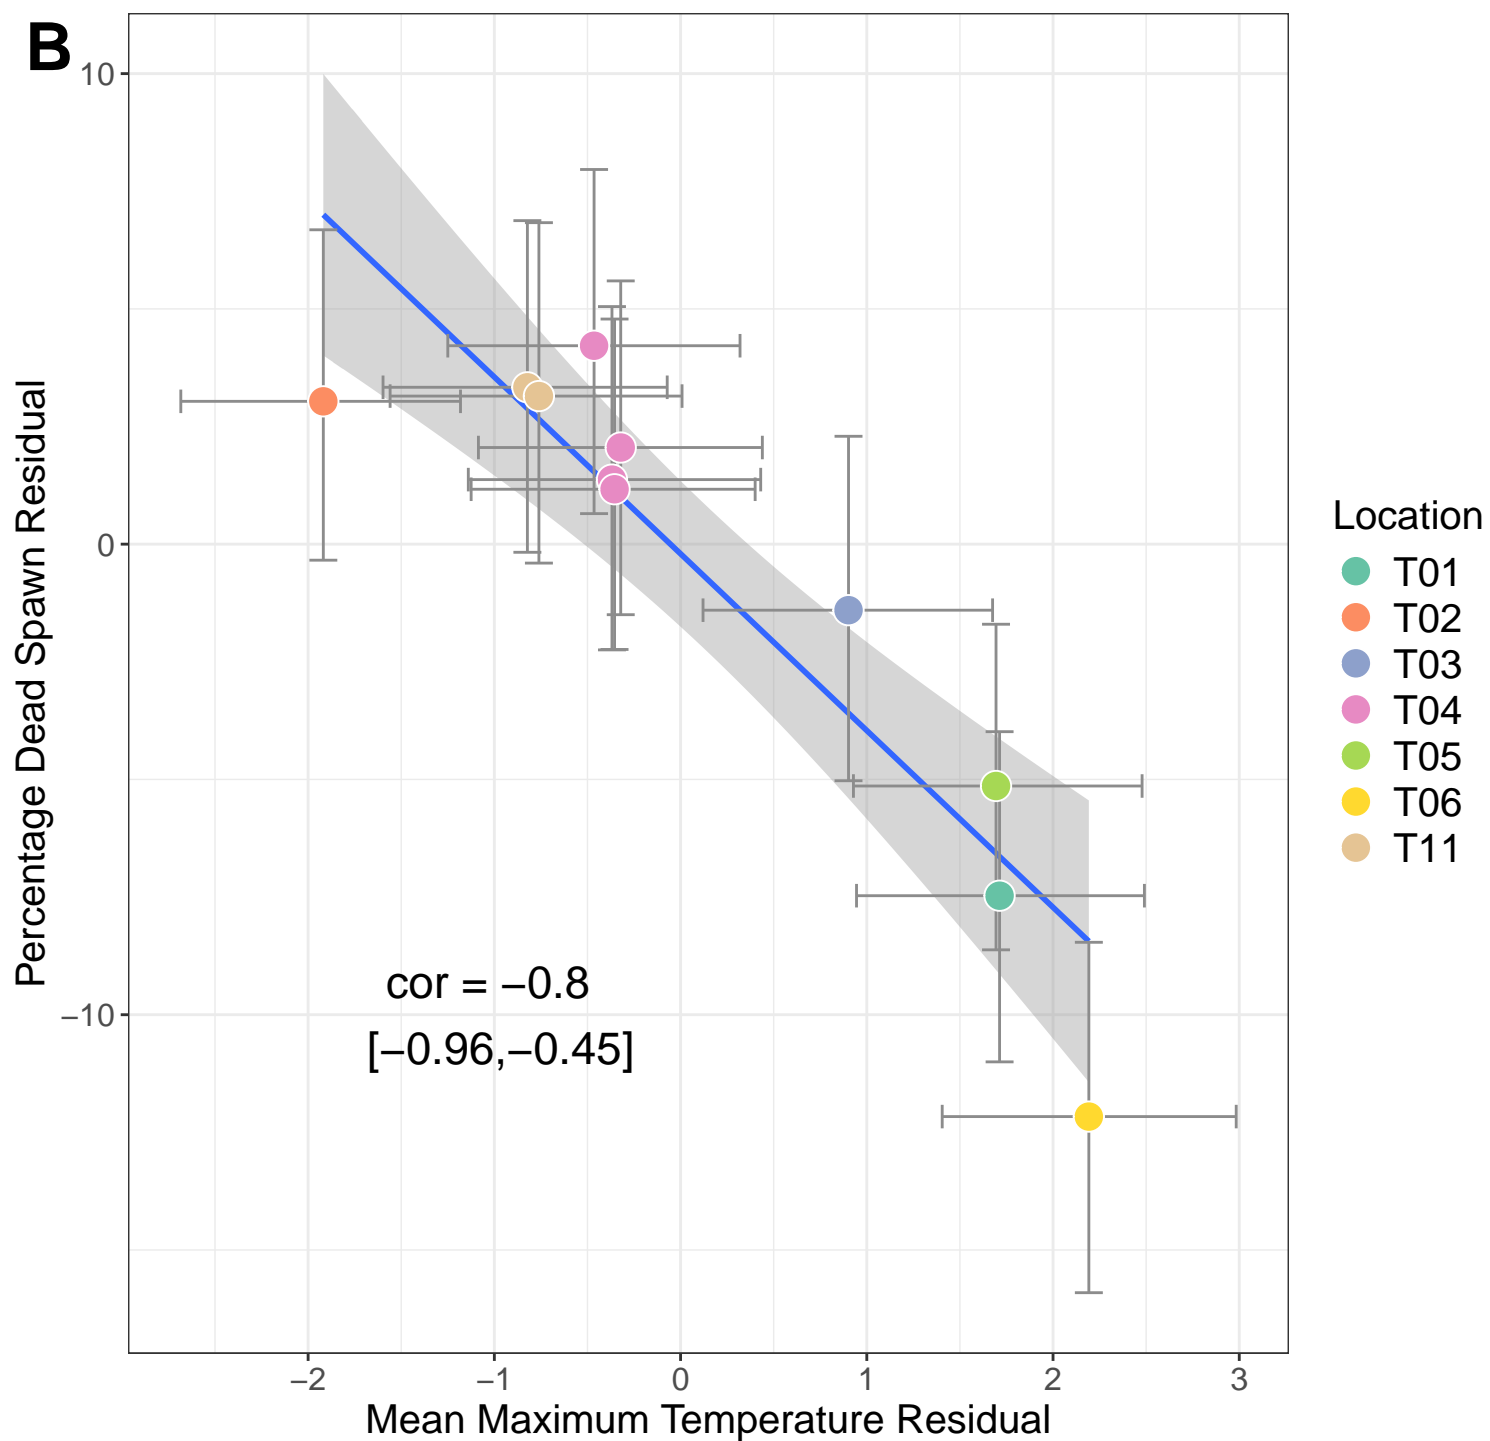 B
10
0
−10
Percentage Dead Spawn Residual
cor = −0.8
[−0.96,−0.45]
−2
−1
0
1
2
3
Mean Maximum Temperature Residual
Location
T01
T02
T03
T04
T05
T06
T11